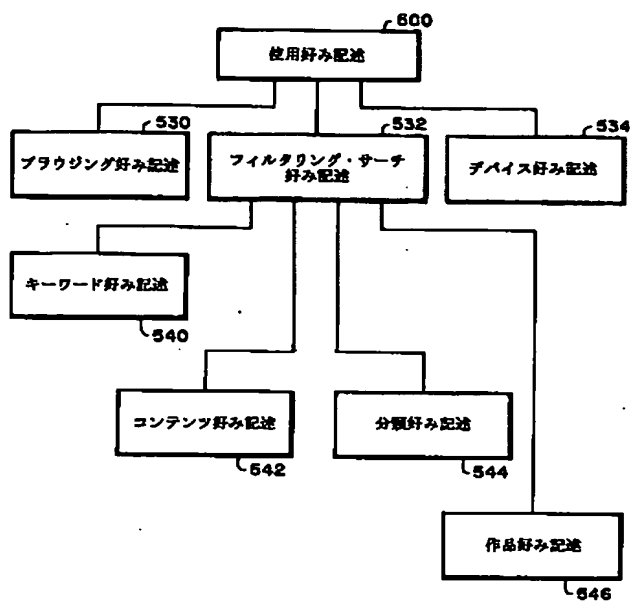 600
使用好み記述
530
ブラウジング好み記述
532
フィルタリング・サーチ
好み記述
534
デバイス好み記述
キーワード好み記述
540
コンテンツ好み記述
542
分類好み記述
544
作品好み記述
546